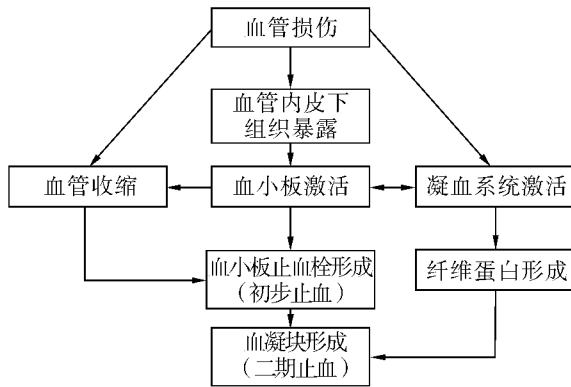 血管损伤
血管内皮下
组织暴露
血管收缩
血小板激活
凝血系统激活
血小板止血栓形成
（初步止血）
纤维蛋白形成
血凝块形成
（二期止血）